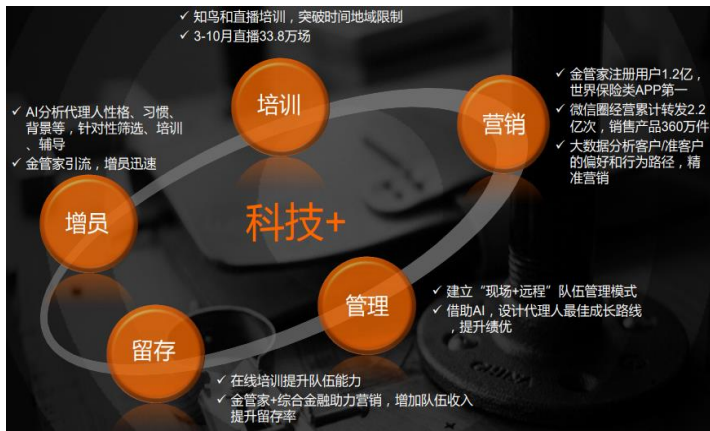 ✓ 知鸟和直播培训，突破时间地域限制
✓ 3-10月直播33.8万场
培训
✓ 金管家注册用户1.2亿，
世界保险类APP第一
✓ 微信圈经营累计转发2.2
亿次，销售产品360万件
✓ 大数据分析客户/准客户
的偏好和行为路径，精
准营销
营销
✓ AI分析代理人性格、习惯、
背景等，针对性筛选、培训
、辅导
✓ 金管家引流，增员迅速
增员
科技+
管理
✓ 建立“现场+远程”队伍管理模式
✓ 借助AI，设计代理人最佳成长路线
，提升绩优
留存
✓ 在线培训提升队伍能力
✓ 金管家+综合金融助力营销，增加队伍收入
提升留存率
CHINA